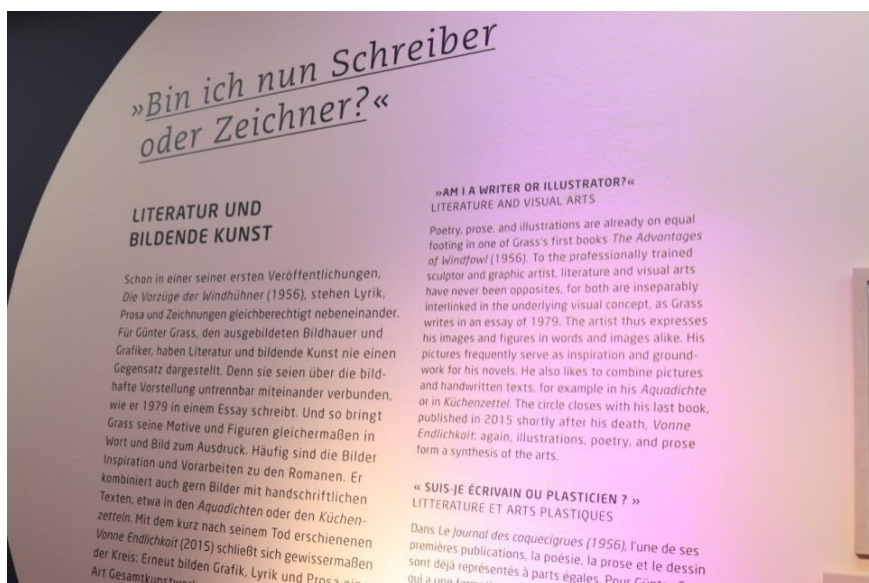 »Bin ich nun Schreiber
oder Zeichner?«
LITERATUR UND
BILDENDE KUNST
Schon in einer seiner ersten Veröffentlichungen,
Die Vorzüge der Windhühner (1956), stehen Lyrik,
Prosa und Zeichnungen gleichberechtigt nebeneinander.
Für Günter Grass, den ausgebildeten Bildhauer und
Grafiker, haben Literatur und bildende Kunst nie einen
Gegensatz dargestellt. Denn sie seien über die bild-
hafte Vorstellung untrennbar miteinander verbunden,
wie er 1979 in einem Essay schreibt. Und so bringt
Grass seine Motive und Figuren gleichermaßen in
Wort und Bild zum Ausdruck. Häufig sind die Bilder
Inspiration und Vorarbeiten zu den Romanen. Er
kombiniert auch gern Bilder mit handschriftlichen
Texten, etwa in den Aquadichten oder den Küchen-
zetteln. Mit dem kurz nach seinem Tod erschienenen
Vonne Endlichkait (2015) schließt sich gewissermaßen
der Kreis: Erneut bilden Grafik, Lyrik und Prosa
Art
»AM I A WRITER OR ILLUSTRATOR?«
LITERATURE AND VISUAL ARTS
Poetry, prose, and illustrations are already on equal
footing in one of Grass's first books The Advantages
of Windfowl (1956). To the professionally trained
sculptor and graphic artist, literature and visual arts
have never been opposites, for both are inseparably
interlinked in the underlying visual concept, as Grass
writes in an essay of 1979. The artist thus expresses
his images and figures in words and images alike. His
pictures frequently serve as inspiration and ground-
work for his novels. He also likes to combine pictures
and handwritten texts, for example in his Aquadichte
or in Küchenzettel. The circle closes with his last book,
published in 2015 shortly after his death, Vonne
Endlichkait: again, illustrations, poetry, and prose
form a synthesis of the arts.
« SUIS-JE ÉCRIVAIN OU PLASTICIEN ? »
LITTERATURE ET ARTS PLASTIQUES
Dans Le Journal des coquecigrues (1956), l'une de ses
premières publications, la poésie, la prose et le dessin
sont déjà représentés à parts égales. Pour
qui a une